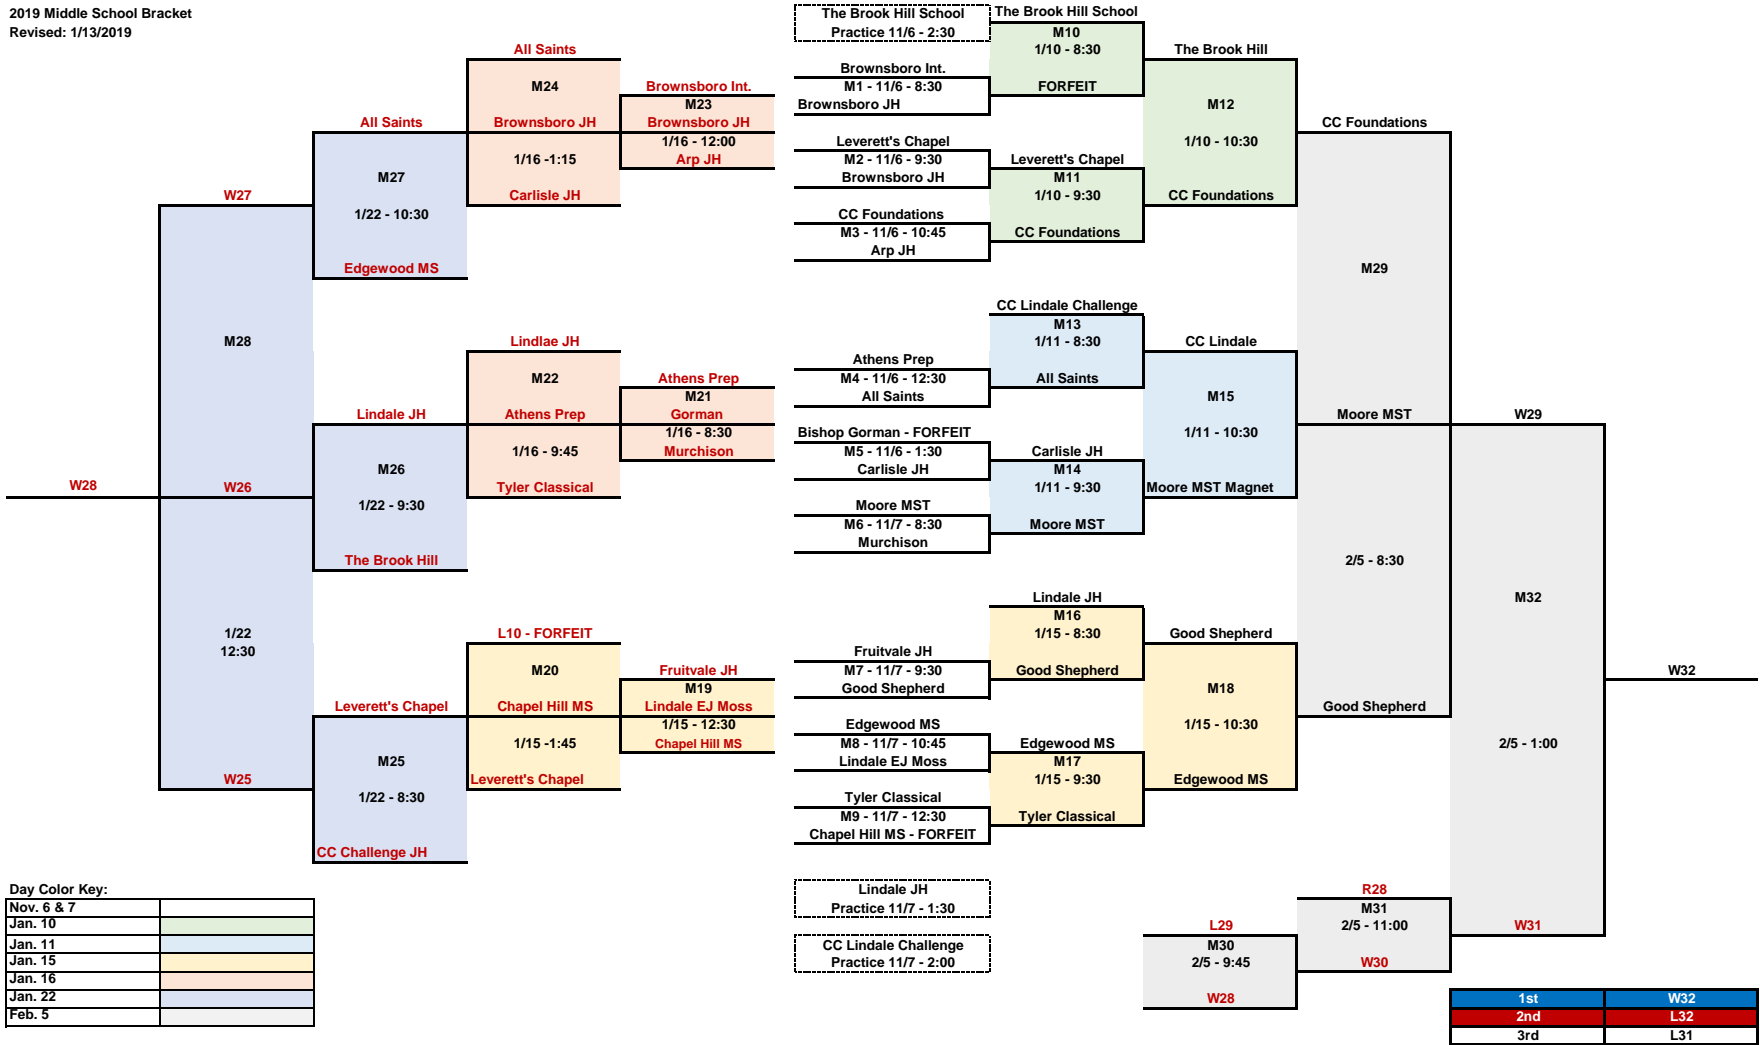 2019 Middle School Bracket
Revised: 1/13/2019
All Saints
M24
Brownsboro JH
1/16 -1:15
Carlisle JH
Brownsboro Int.
M23
Brownsboro JH
1/16 - 12:00
Arp JH
All Saints
M27
1/22 - 10:30
Edgewood MS
W27
M28
1/22
12:30
W28
W26
W25
Lindlae JH
M22
Athens Prep
1/16 - 9:45
Tyler Classical
Athens Prep
M21
Gorman
1/16 - 8:30
Murchison
Lindale JH
M26
1/22 - 9:30
The Brook Hill
L10 - FORFEIT
M20
Chapel Hill MS
1/15 -1:45
Leverett's Chapel
Fruitvale JH
M19
Lindale EJ Moss
1/15 - 12:30
Chapel Hill MS
Leverett's Chapel
M25
1/22 - 8:30
CC Challenge JH
The Brook Hill School
Practice 11/6 - 2:30
Brownsboro Int.
M1 - 11/6 - 8:30
Brownsboro JH
Leverett's Chapel
M2 - 11/6 - 9:30
Brownsboro JH
CC Foundations
M3 - 11/6 - 10:45
Arp JH
Athens Prep
M4 - 11/6 - 12:30
All Saints
Bishop Gorman - FORFEIT
M5 - 11/6 - 1:30
Carlisle JH
Moore MST
M6 - 11/7 - 8:30
Murchison
Fruitvale JH
M7 - 11/7 - 9:30
Good Shepherd
Edgewood MS
M8 - 11/7 - 10:45
Lindale EJ Moss
Tyler Classical
M9 - 11/7 - 12:30
Chapel Hill MS - FORFEIT
Lindale JH
Practice 11/7 - 1:30
CC Lindale Challenge
Practice 11/7 - 2:00
The Brook Hill School
M10
1/10 - 8:30
FORFEIT
Leverett's Chapel
M11
1/10 - 9:30
CC Foundations
CC Lindale Challenge
M13
1/11 - 8:30
All Saints
Carlisle JH
M14
1/11 - 9:30
Moore MST
Lindale JH
M16
1/15 - 8:30
Good Shepherd
Edgewood MS
M17
1/15 - 9:30
Tyler Classical
The Brook Hill
M12
1/10 - 10:30
CC Foundations
CC Lindale
M15
1/11 - 10:30
Moore MST Magnet
Good Shepherd
M18
1/15 - 10:30
Edgewood MS
CC Foundations
M29
Moore MST
2/5 - 8:30
Good Shepherd
W29
M32
2/5 - 1:00
W31
W32
L29
M30
2/5 - 9:45
W28
R28
M31
2/5 - 11:00
W30
Day Color Key:
Nov. 6 & 7
Jan. 10
Jan. 11
Jan. 15
Jan. 16
Jan. 22
Feb. 5
1st W32
2nd L32
3rd L31